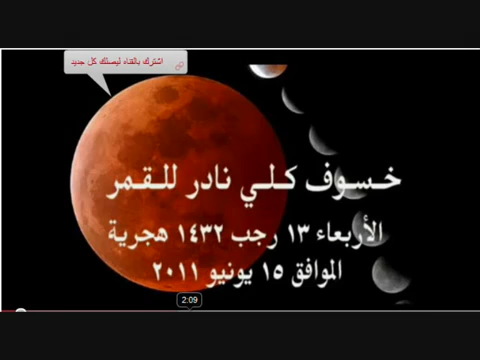 اشترك بالقناه ليصلك كل جديد
خسوف كلي نادر للقمر
الأربعاء ١٣ رجب ١٤٣٢ هجرية
الموافق ١٥ يونيو ٢٠١١
2:09